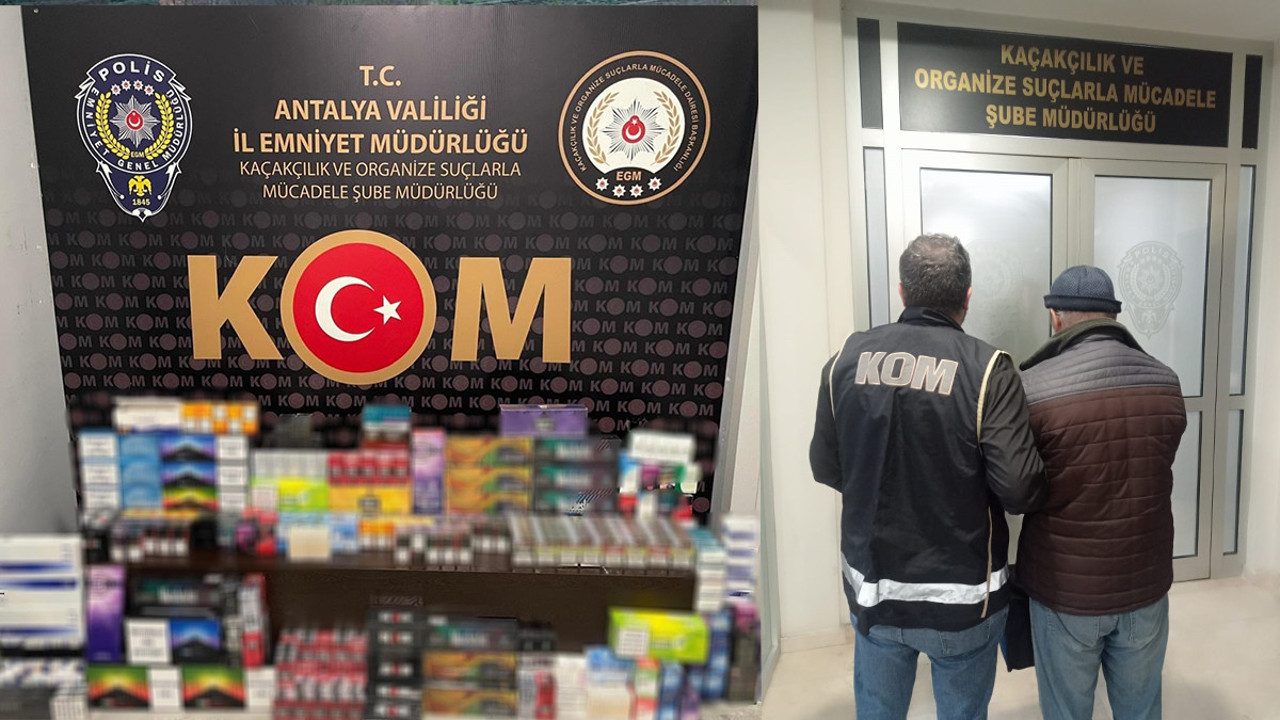 T.C.
ANTALYA VALİLİĞİ
İL EMNİYET MÜDÜRLÜĞÜ
KAÇAKÇILIK VE ORGANİZE SUÇLARLA
MÜCADELE ŞUBE MÜDÜRLÜĞÜ
POLİS
EMNİYET GENEL MÜDÜRLÜĞÜ
EGM
1845
KAÇAKÇILIK VE ORGANİZE SUÇLARLA MÜCADELE DAİRESİ BAŞKANLIĞI
EGM
KOM
KAÇAKÇILIK VE
ORGANİZE SUÇLARLA MÜCADELE
ŞUBE MÜDÜRLÜĞÜ
POLİS
KOM